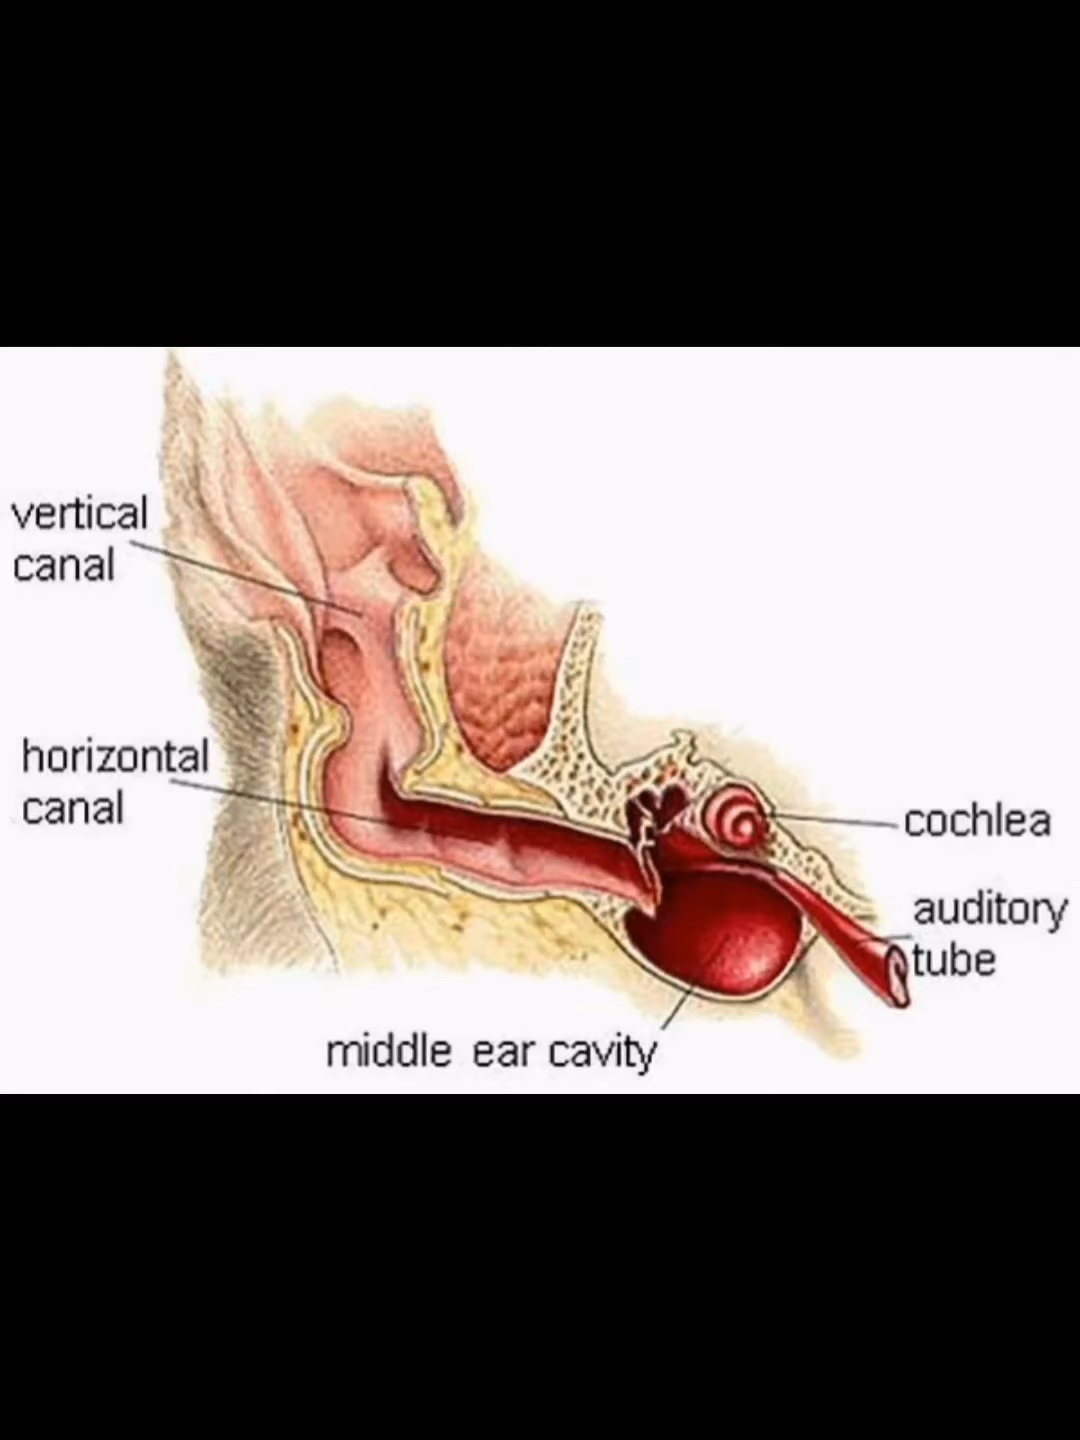 vertical
canal
horizontal
canal
cochlea
auditory
tube
middle ear cavity